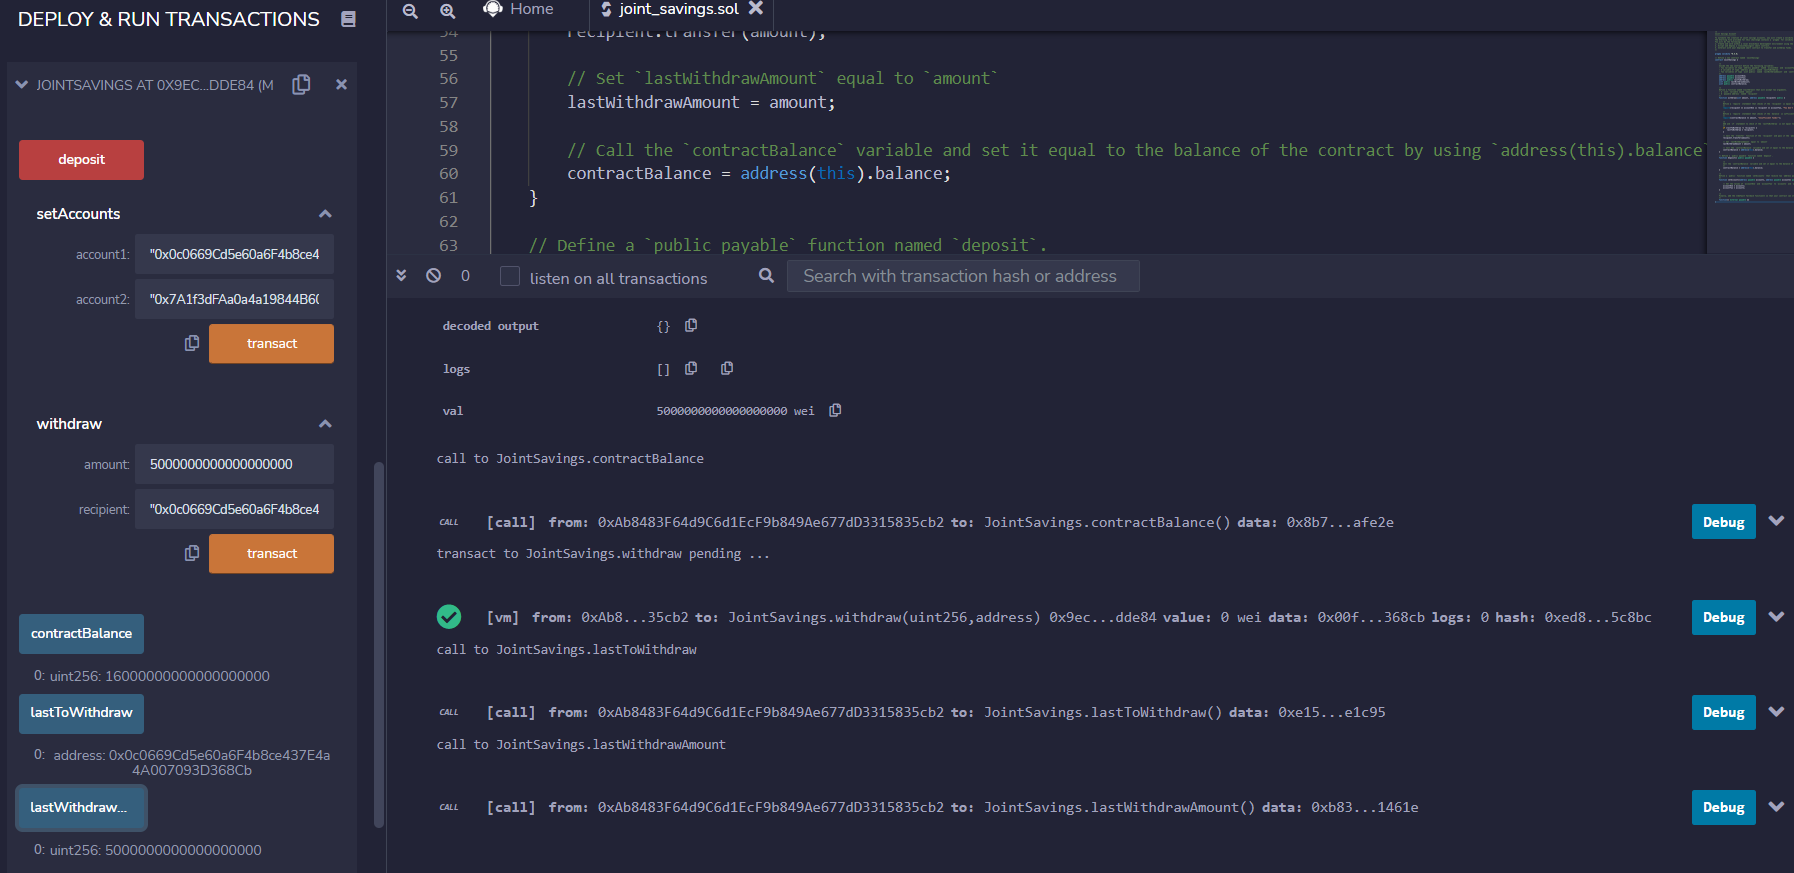 DEPLOY & RUN TRANSACTIONS
JOINTSAVINGS AT 0X9EC...DDE84 (M
deposit
setAccounts
account1: "0x0c0669Cd5e60a6F4b8ce4
account2: "0x7A1f3dFAa0a4a19844B60
transact
withdraw
amount: 5000000000000000000
recipient: "0x0c0669Cd5e60a6F4b8ce4
transact
contractBalance
0: uint256: 16000000000000000000
lastToWithdraw
0: address: 0x0c0669Cd5e60a6F4b8ce437E4a
4A007093D368Cb
lastWithdraw...
0: uint256: 5000000000000000000
Home joint_savings.sol
54 recipient.transfer(amount);
55
56 // Set `lastWithdrawAmount` equal to `amount`
57 lastWithdrawAmount = amount;
58
59 // Call the `contractBalance` variable and set it equal to the balance of the contract by using `address(this).balance`
60 contractBalance = address(this).balance;
61 }
62
63 // Define a `public payable` function named `deposit`.
0 listen on all transactions Search with transaction hash or address
decoded output {}
logs []
val 5000000000000000000 wei
call to JointSavings.contractBalance
CALL [call] from: 0xAb8483F64d9C6d1EcF9b849Ae677dD3315835cb2 to: JointSavings.contractBalance() data: 0x8b7...afe2e Debug
transact to JointSavings.withdraw pending ...
[vm] from: 0xAb8...35cb2 to: JointSavings.withdraw(uint256,address) 0x9ec...dde84 value: 0 wei data: 0x00f...368cb logs: 0 hash: 0xed8...5c8bc Debug
call to JointSavings.lastToWithdraw
CALL [call] from: 0xAb8483F64d9C6d1EcF9b849Ae677dD3315835cb2 to: JointSavings.lastToWithdraw() data: 0xe15...e1c95 Debug
call to JointSavings.lastWithdrawAmount
CALL [call] from: 0xAb8483F64d9C6d1EcF9b849Ae677dD3315835cb2 to: JointSavings.lastWithdrawAmount() data: 0xb83...1461e Debug